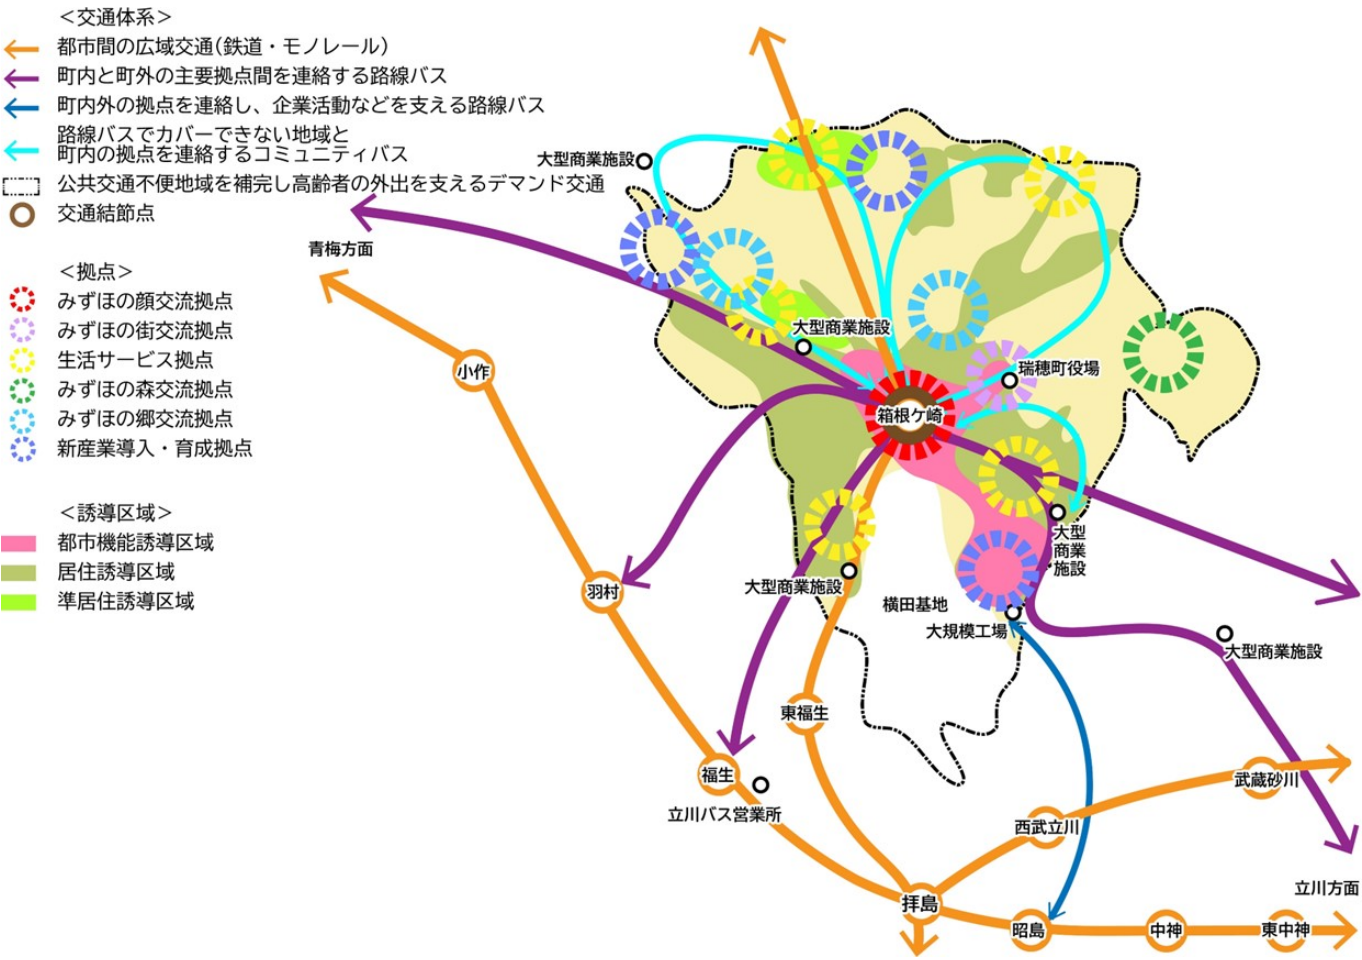 ＜交通体系＞
都市間の広域交通（鉄道・モノレール）
町内と町外の主要拠点間を連絡する路線バス
町内外の拠点を連絡し、企業活動などを支える路線バス
路線バスでカバーできない地域と
町内の拠点を連絡するコミュニティバス
公共交通不便地域を補完し高齢者の外出を支えるデマンド交通
交通結節点
＜拠点＞
みずほの顔交流拠点
みずほの街交流拠点
生活サービス拠点
みずほの森交流拠点
みずほの郷交流拠点
新産業導入・育成拠点
＜誘導区域＞
都市機能誘導区域
居住誘導区域
準居住誘導区域
大型商業施設
青梅方面
小作
大型商業施設
瑞穂町役場
箱根ケ崎
大型
商業
施設
羽村
大型商業施設
横田基地
大規模工場
大型商業施設
東福生
福生
立川バス営業所
武蔵砂川
西武立川
立川方面
拝島
昭島
中神
東中神